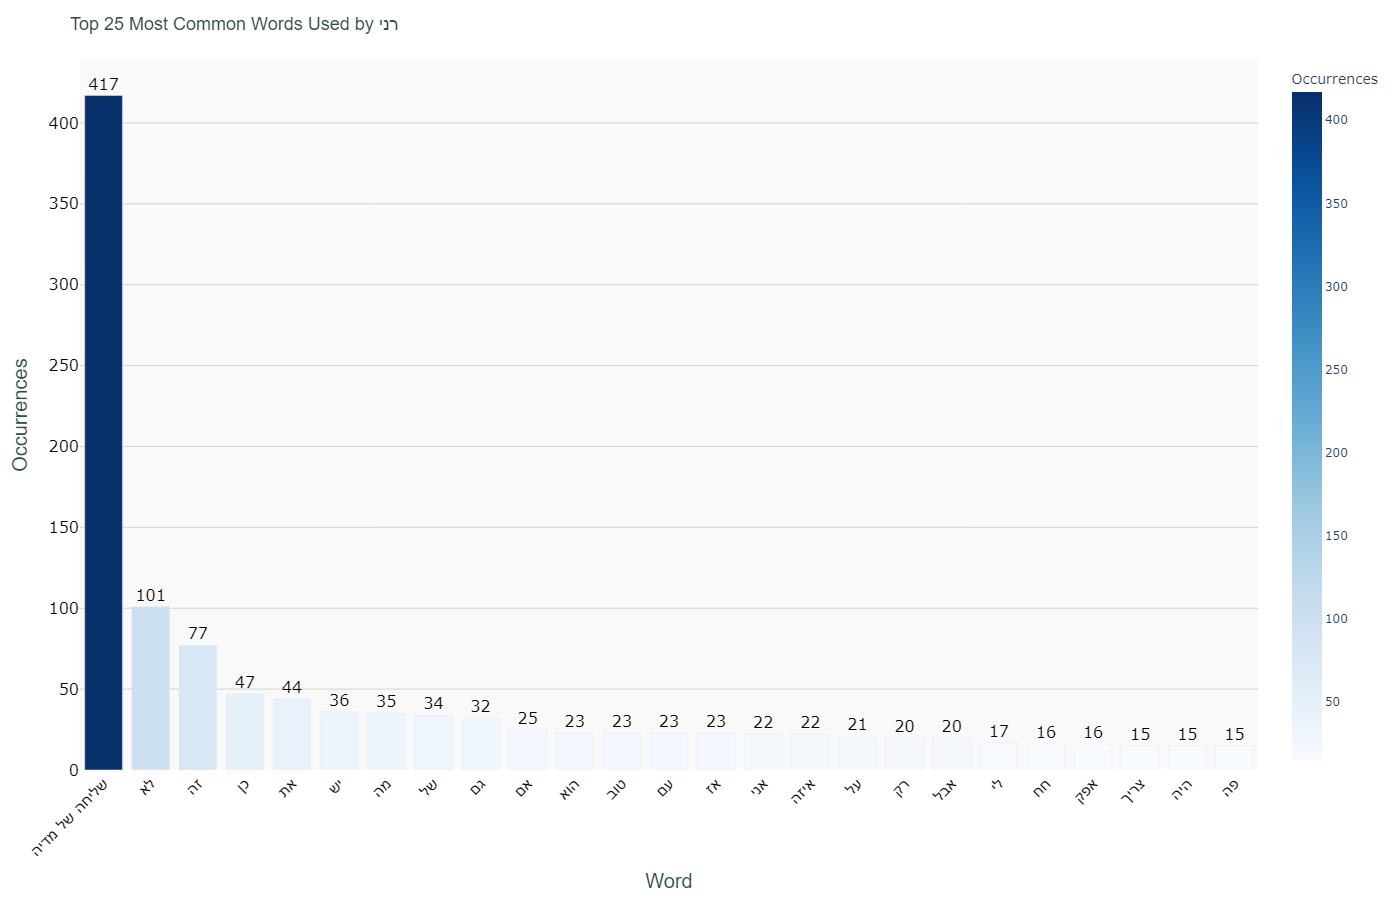 Top 25 Most Common Words Used by רני
Occurrences
417
101
77
47
44
36
35
34
32
25
23
23
23
23
22
22
21
20
20
17
16
16
15
15
15
400
350
300
250
200
150
100
50
0
Occurrences
400
350
300
250
200
150
100
50
שליחה של מדיה
לא
זה
כן
את
יש
מה
של
גם
אם
הוא
טוב
עם
אז
אני
איזה
על
רק
אבל
לי
חח
אפק
צריך
היה
פה
Word